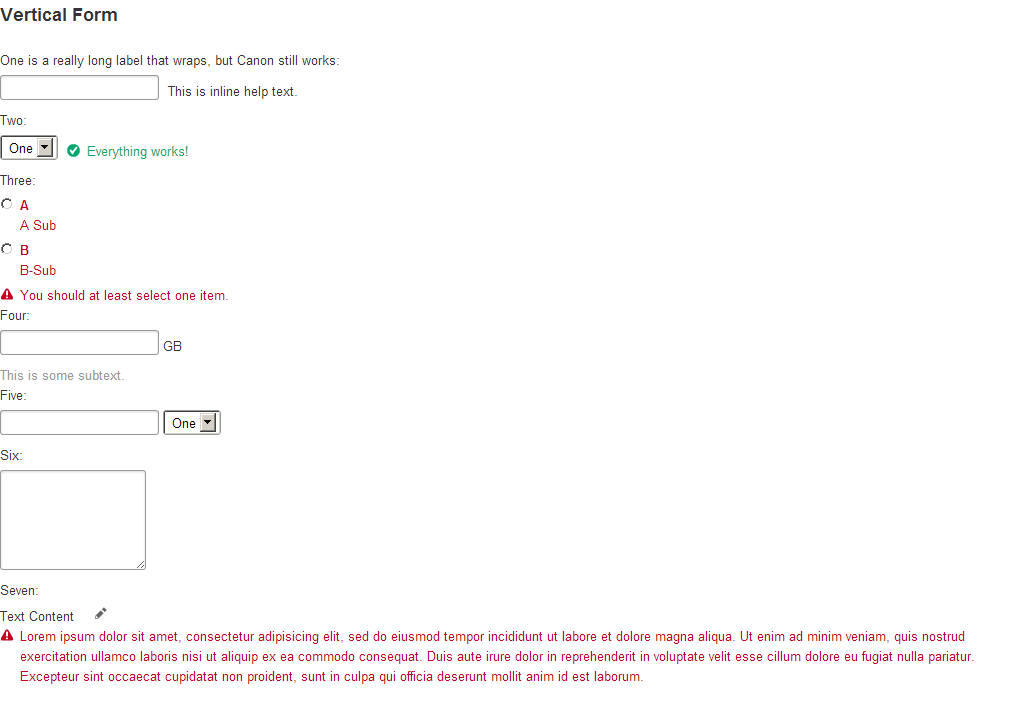 Vertical Form
One is a really long label that wraps, but Canon still works:
This is inline help text.
Two:
One
Everything works!
Three:
A
A Sub
B
B-Sub
You should at least select one item.
Four:
GB
This is some subtext.
Five:
One
Six:
Seven:
Text Content
Lorem ipsum dolor sit amet, consectetur adipisicing elit, sed do eiusmod tempor incididunt ut labore et dolore magna aliqua. Ut enim ad minim veniam, quis nostrud
exercitation ullamco laboris nisi ut aliquip ex ea commodo consequat. Duis aute irure dolor in reprehenderit in voluptate velit esse cillum dolore eu fugiat nulla pariatur.
Excepteur sint occaecat cupidatat non proident, sunt in culpa qui officia deserunt mollit anim id est laborum.